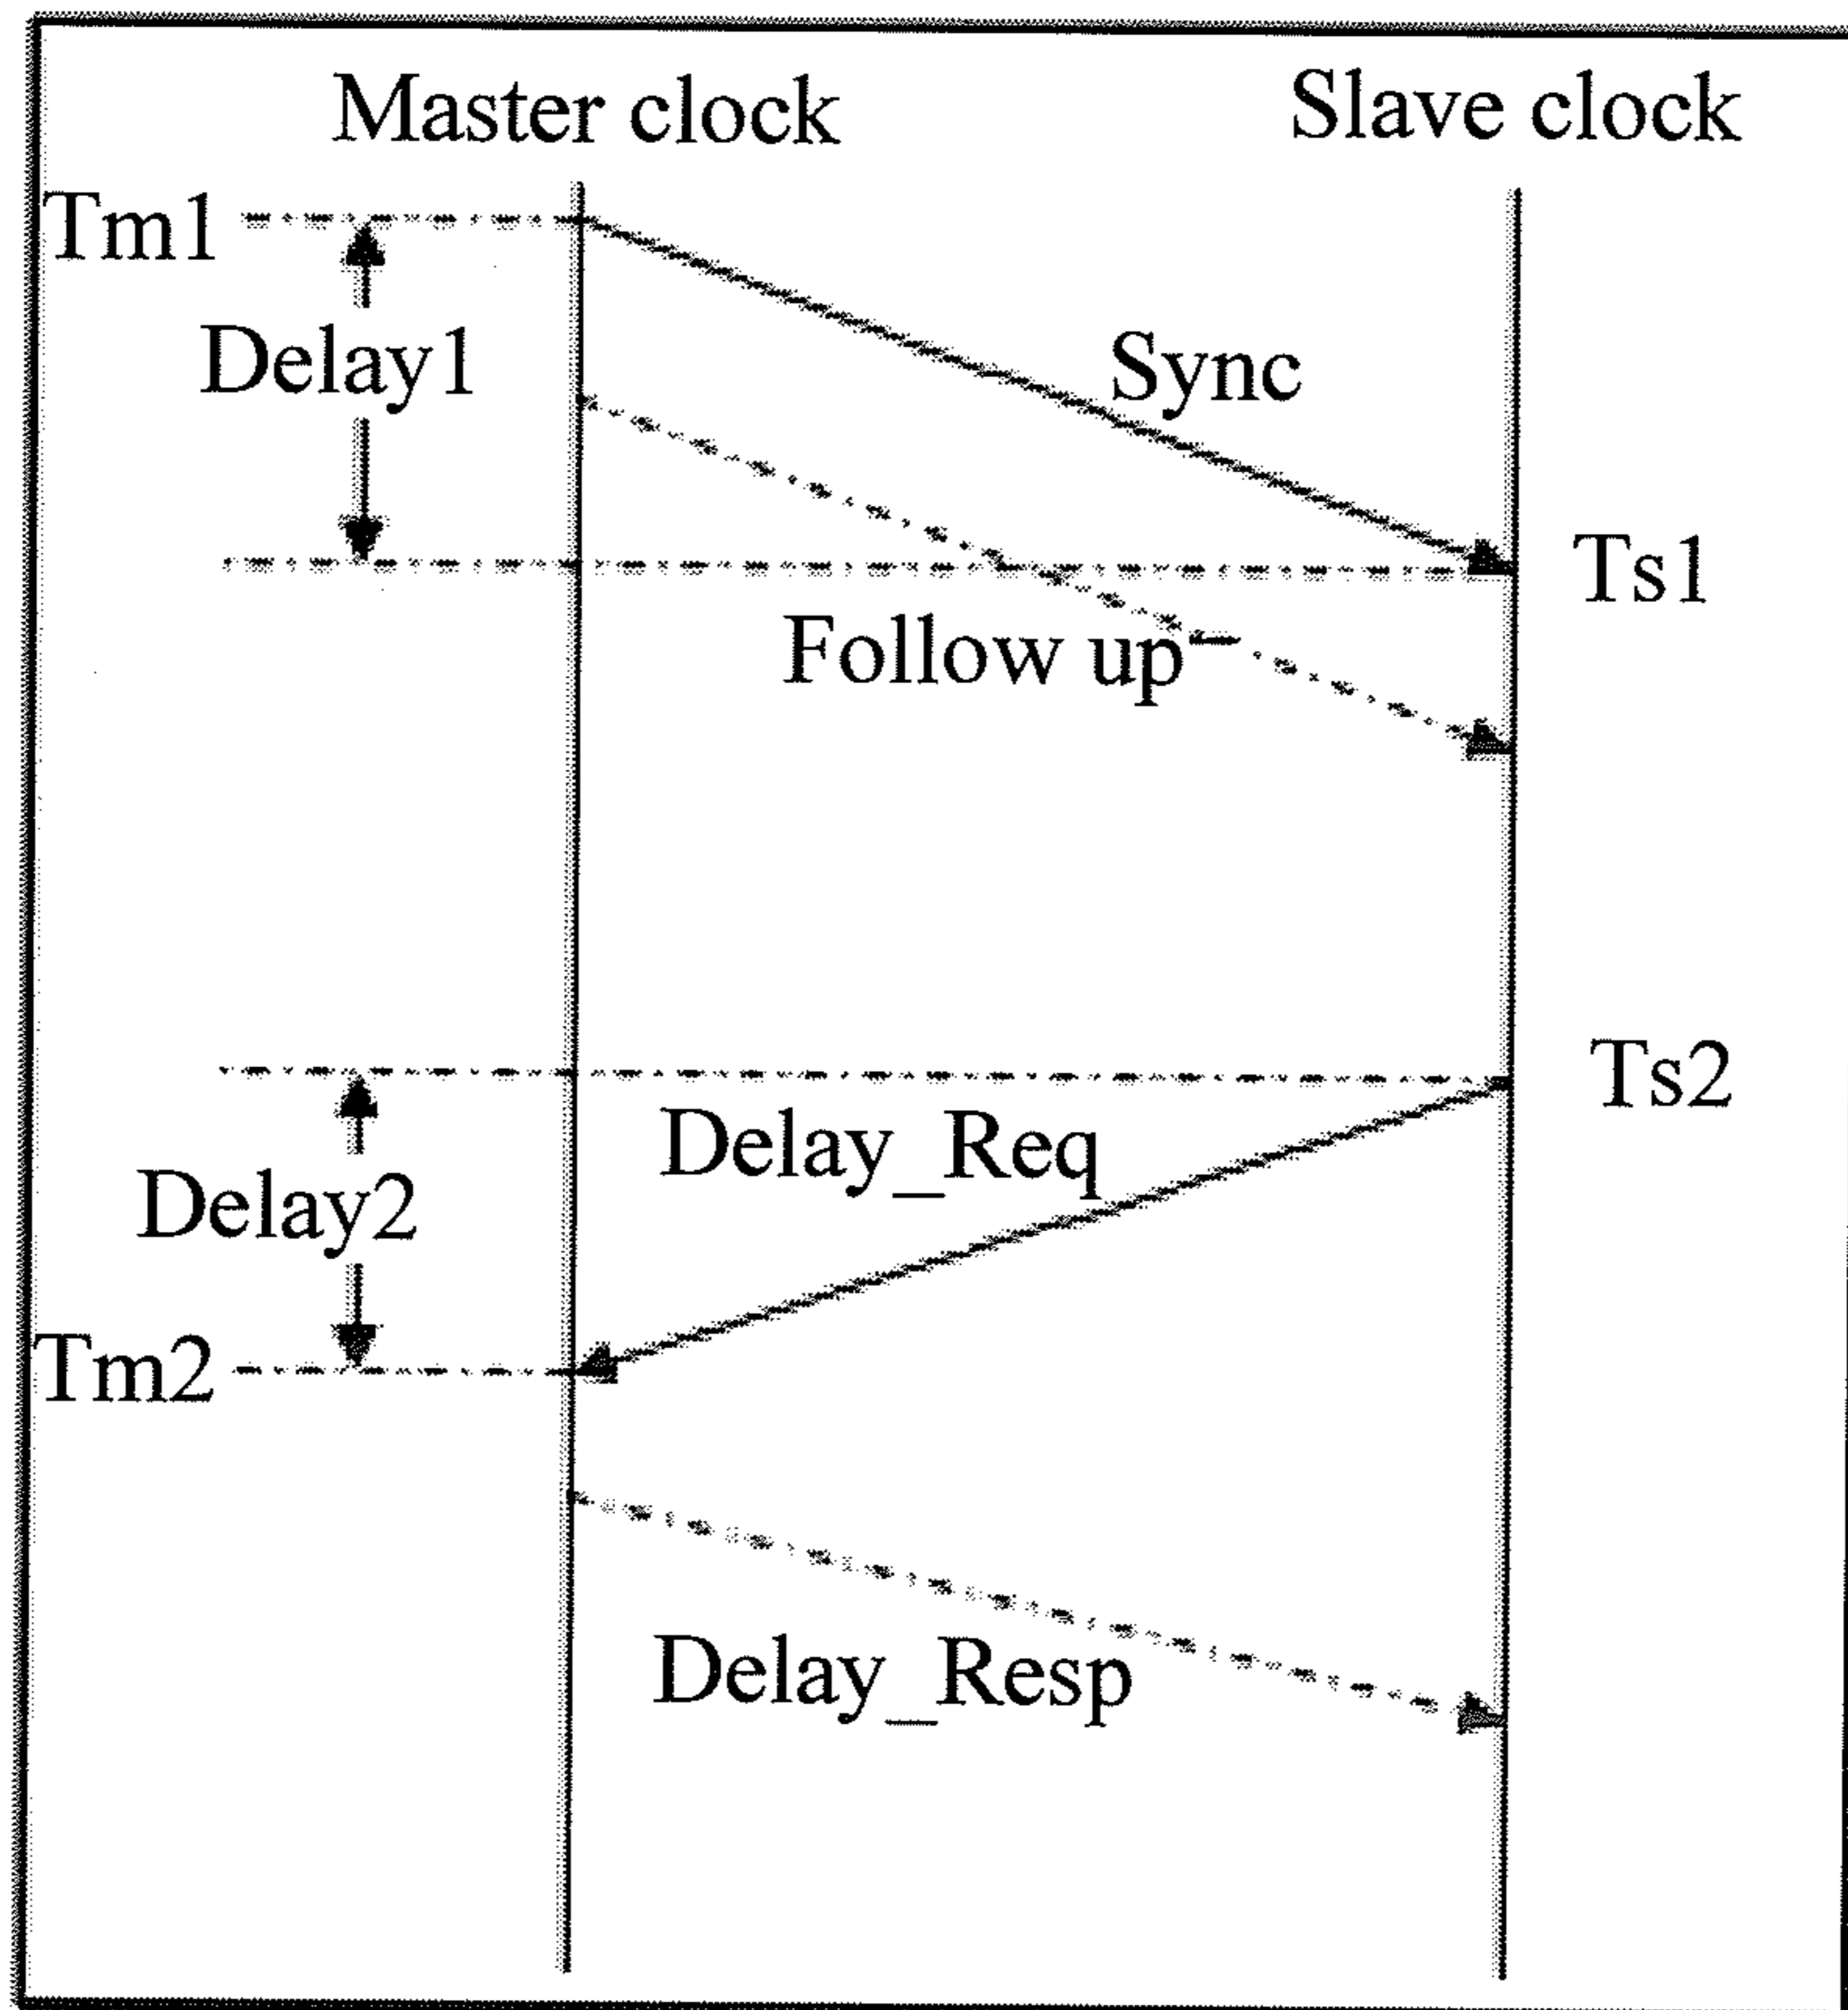 Master clock
Slave clock
Tm1
Delay1
Sync
Ts1
Follow up
Ts2
Delay_Req
Delay2
Tm2
Delay_Resp